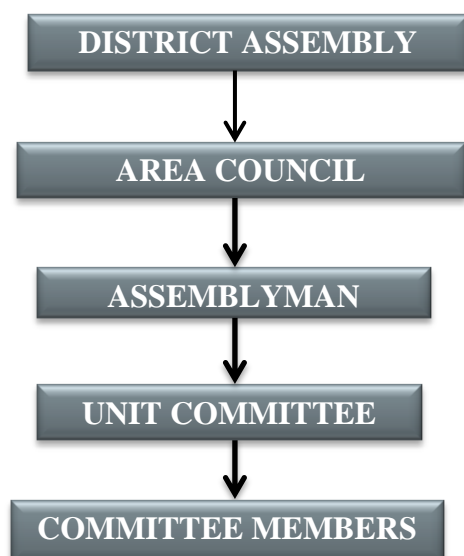 DISTRICT ASSEMBLY
AREA COUNCIL
ASSEMBLYMAN
UNIT COMMITTEE
COMMITTEE MEMBERS